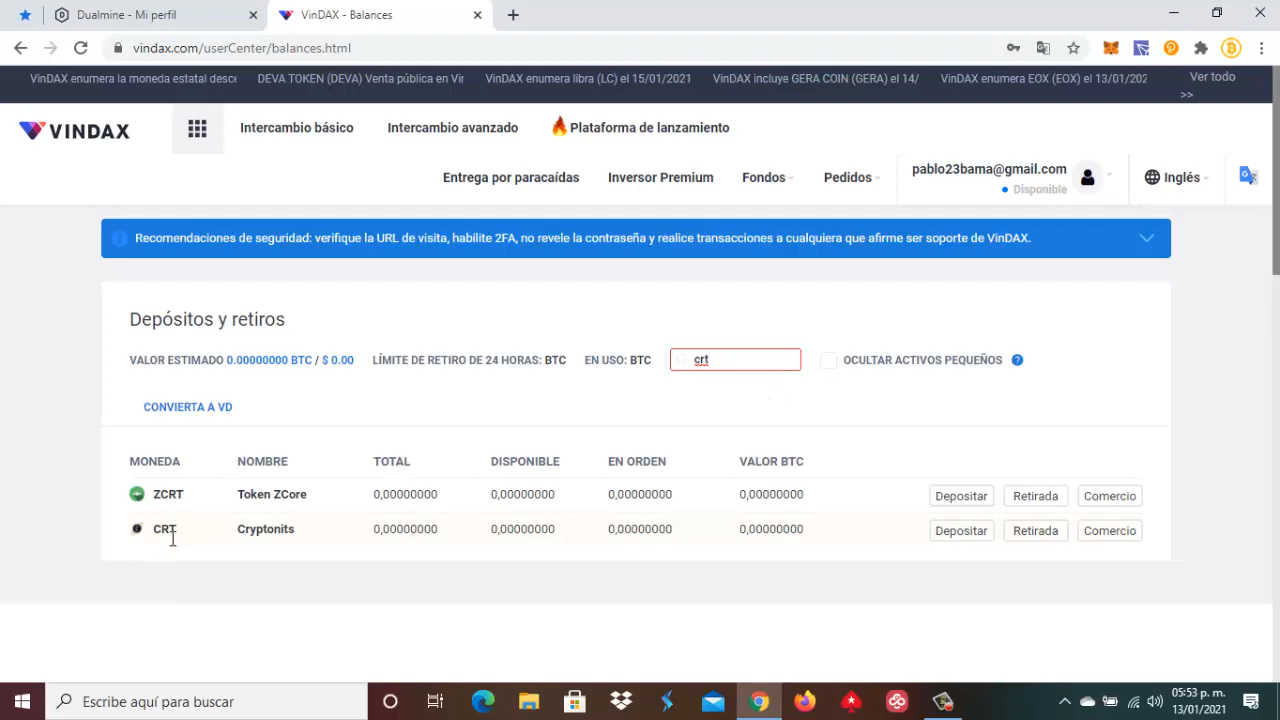 Dualmine - Mi perfil
VinDAX - Balances
vindax.com/userCenter/balances.html
VinDAX enumera la moneda estatal desce
DEVA TOKEN (DEVA) Venta pública en Vir
VinDAX enumera libra (LC) el 15/01/2021
VinDAX incluye GERA COIN (GERA) el 14/
VinDAX enumera EOX (EOX) el 13/01/202
Ver todo
>>
VINDAX
Intercambio básico
Intercambio avanzado
Plataforma de lanzamiento
Entrega por paracaídas
Inversor Premium
Fondos
Pedidos
pablo23bama@gmail.com
Disponible
Inglés
Recomendaciones de seguridad: verifique la URL de visita, habilite 2FA, no revele la contraseña y realice transacciones a cualquiera que afirme ser soporte de VinDAX.
Depósitos y retiros
VALOR ESTIMADO 0.00000000 BTC / $ 0.00
LÍMITE DE RETIRO DE 24 HORAS: BTC
EN USO: BTC
crt
OCULTAR ACTIVOS PEQUEÑOS ?
CONVIERTA A VD
MONEDA NOMBRE TOTAL DISPONIBLE EN ORDEN VALOR BTC
ZCRT Token ZCore 0,00000000 0,00000000 0,00000000 0,00000000 Depositar Retirada Comercio
CRT Cryptonits 0,00000000 0,00000000 0,00000000 0,00000000 Depositar Retirada Comercio
Escribe aquí para buscar
05:53 p. m.
13/01/2021